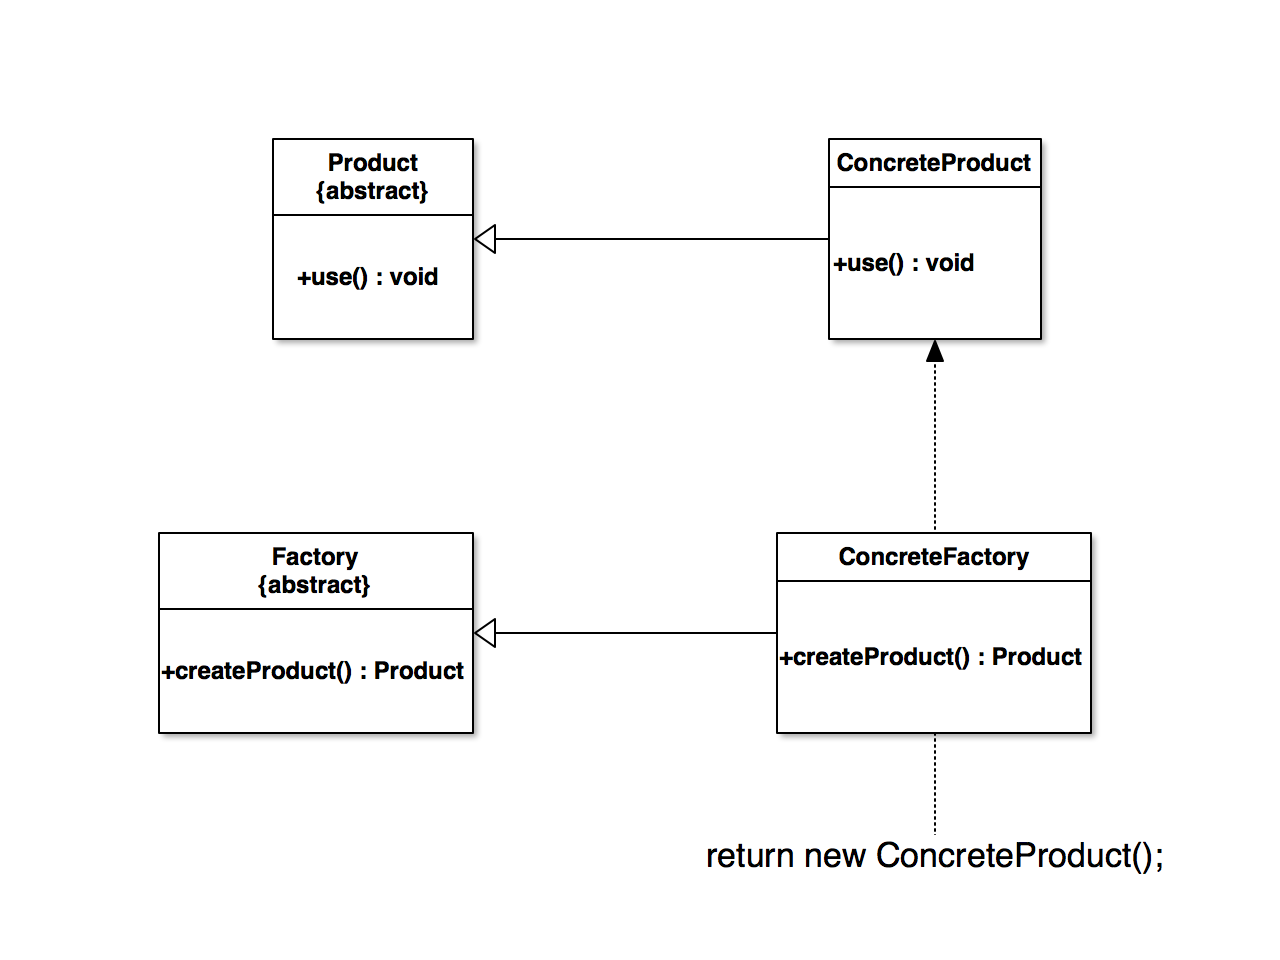 Product
{abstract}
+use() : void
ConcreteProduct
+use() : void
Factory
{abstract}
+createProduct() : Product
ConcreteFactory
+createProduct() : Product
return new ConcreteProduct();